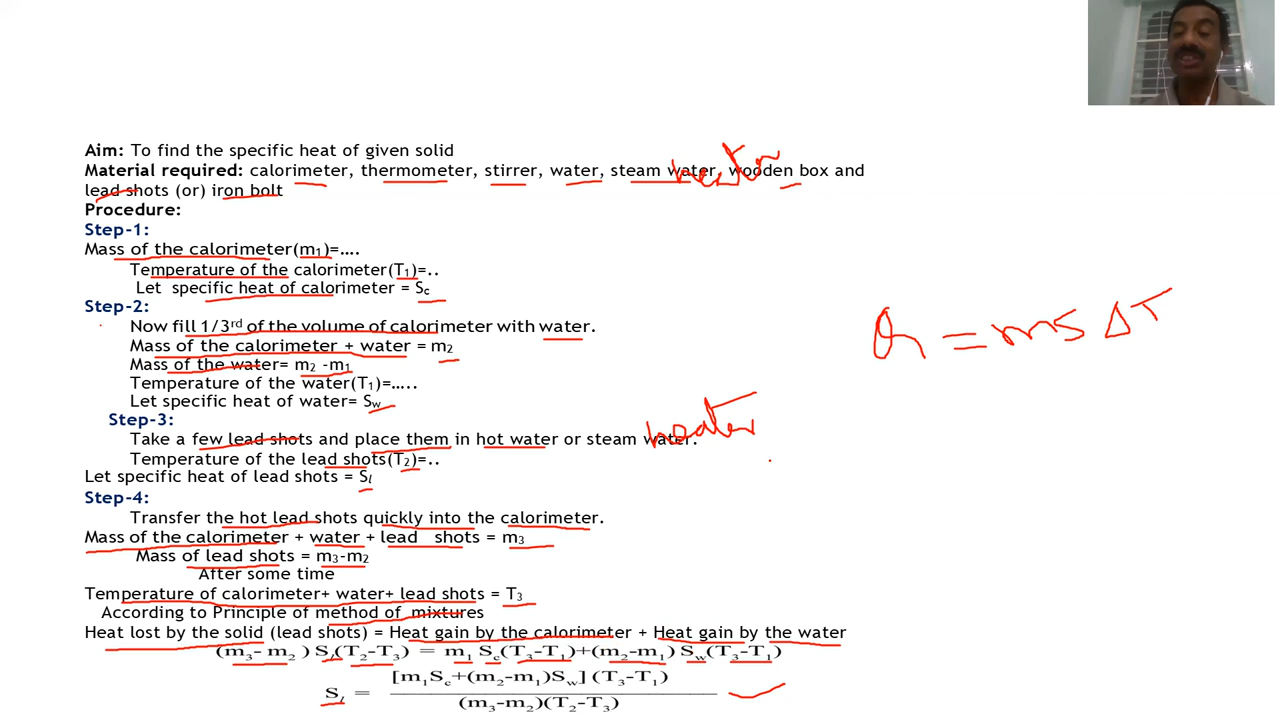 Aim: To find the specific heat of given solid
Material required: calorimeter, thermometer, stirrer, water, steam water, wooden box and
heater
lead shots (or) iron bolt
Procedure:
Step-1:
Mass of the calorimeter(m₁)=....
Temperature of the calorimeter(T₁)=..
Let specific heat of calorimeter = S꜀
Step-2:
Now fill 1/3ʳᵈ of the volume of calorimeter with water.
Mass of the calorimeter + water = m₂
Mass of the water= m₂ -m₁
Temperature of the water(T₁)=.....
Let specific heat of water= S_w
Q = ms ΔT
Step-3:
Take a few lead shots and place them in hot water or steam water.
heater
Temperature of the lead shots(T₂)=..
Let specific heat of lead shots = Sₗ
Step-4:
Transfer the hot lead shots quickly into the calorimeter.
Mass of the calorimeter + water + lead shots = m₃
Mass of lead shots = m₃-m₂
After some time
Temperature of calorimeter+ water+ lead shots = T₃
According to Principle of method of mixtures
Heat lost by the solid (lead shots) = Heat gain by the calorimeter + Heat gain by the water
(m₃- m₂ ) Sₗ(T₂-T₃) = m₁ S꜀(T₃-T₁)+(m₂-m₁) S_w(T₃-T₁)
Sₗ = [m₁S꜀+(m₂-m₁)S_w] (T₃-T₁)
(m₃-m₂)(T₂-T₃)